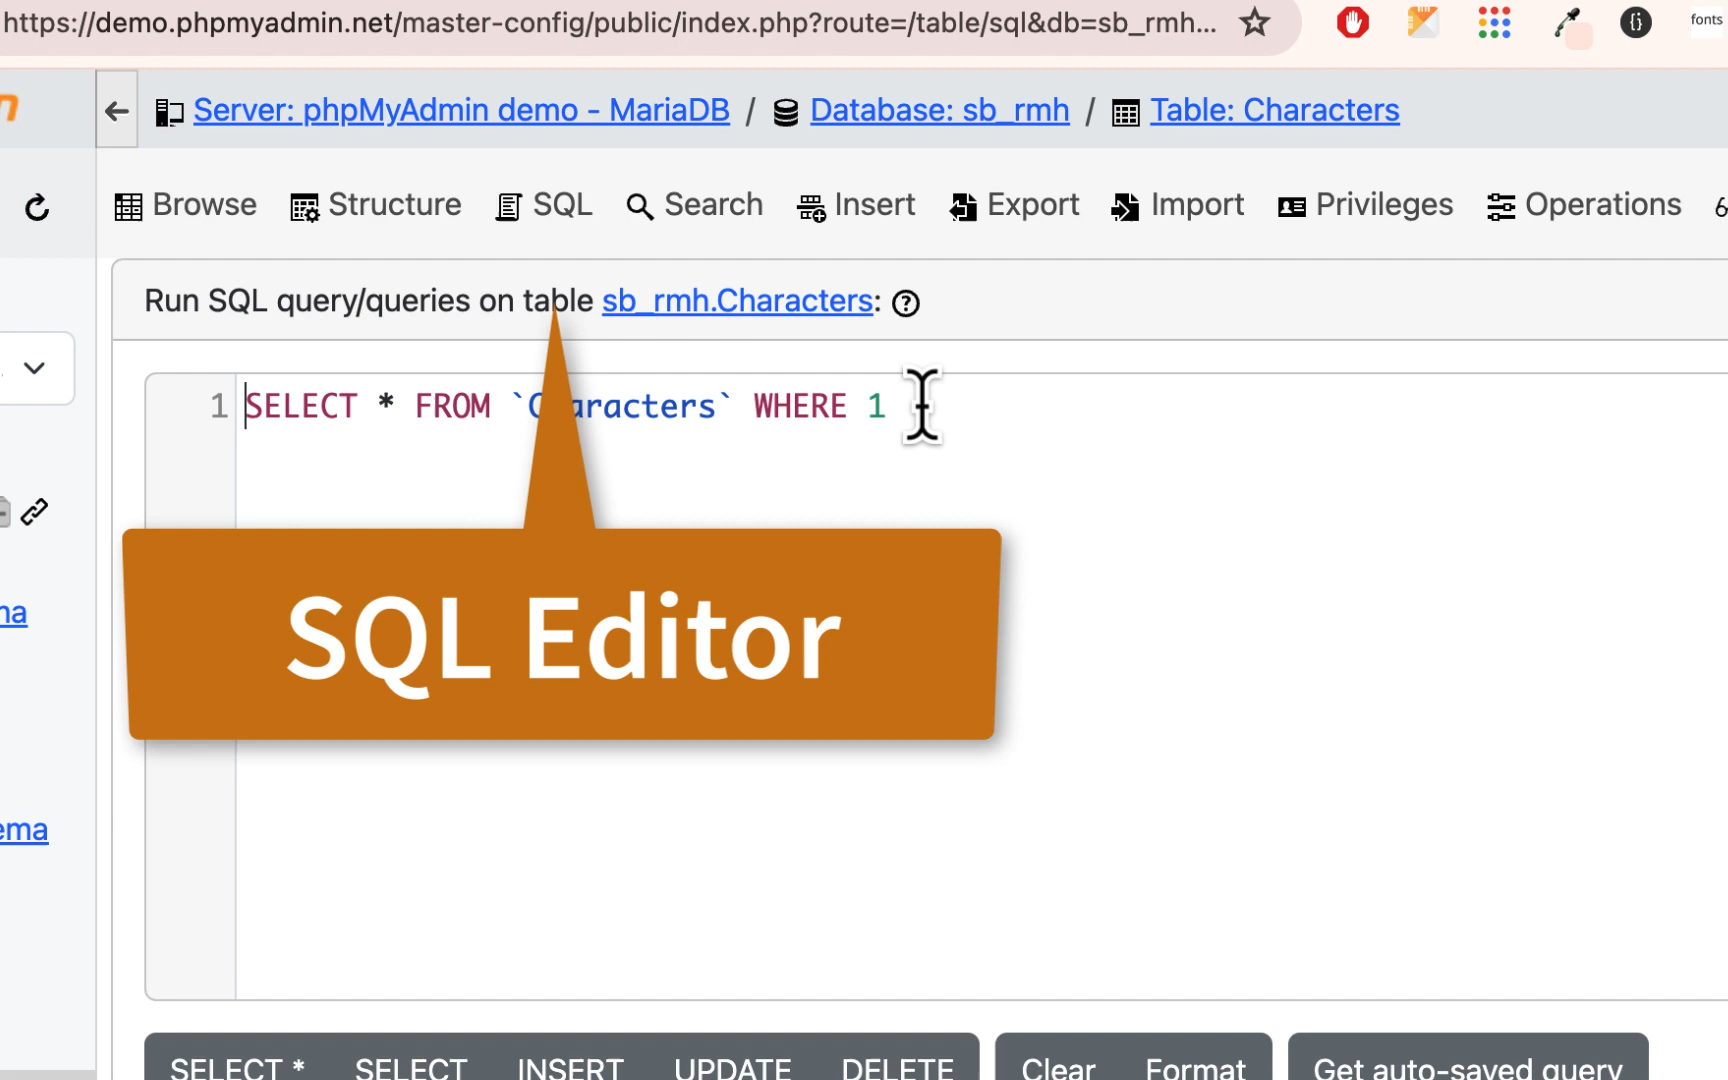 https://demo.phpmyadmin.net/master-config/public/index.php?route=/table/sql&db=sb_rmh...
fonts
Server: phpMyAdmin demo - MariaDB / Database: sb_rmh / Table: Characters
Browse Structure SQL Search Insert Export Import Privileges Operations
Run SQL query/queries on table sb_rmh.Characters:
1 SELECT * FROM `Characters` WHERE 1
SQL Editor
ma
ema
SELECT * SELECT INSERT UPDATE DELETE Clear Format Get auto-saved query